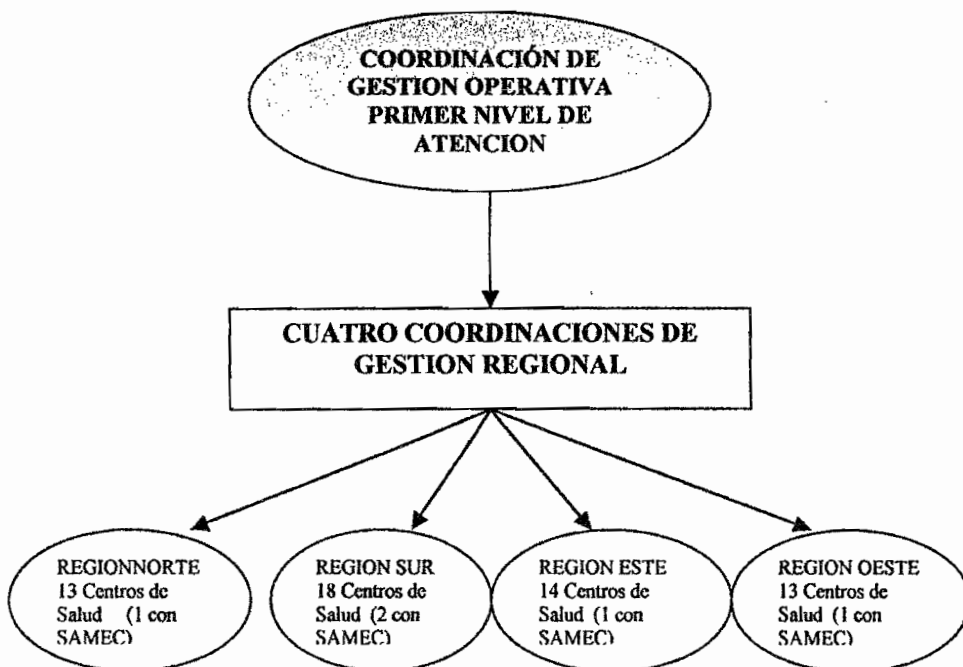 COORDINACIÓN DE
GESTION OPERATIVA
PRIMER NIVEL DE
ATENCION
CUATRO COORDINACIONES DE
GESTION REGIONAL
REGIONNORTE
13 Centros de
Salud (1 con
SAMEC)
REGION SUR
18 Centros de
Salud (2 con
SAMEC)
REGION ESTE
14 Centros de
Salud (1 con
SAMEC)
REGION OESTE
13 Centros de
Salud (1 con
SAMEC)